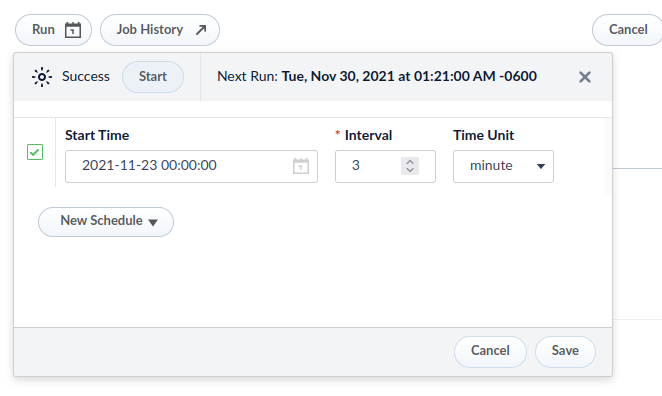 Run Job History Cancel
Success Start Next Run: Tue, Nov 30, 2021 at 01:21:00 AM -0600
Start Time * Interval Time Unit
2021-11-23 00:00:00 3 minute
New Schedule
Cancel Save